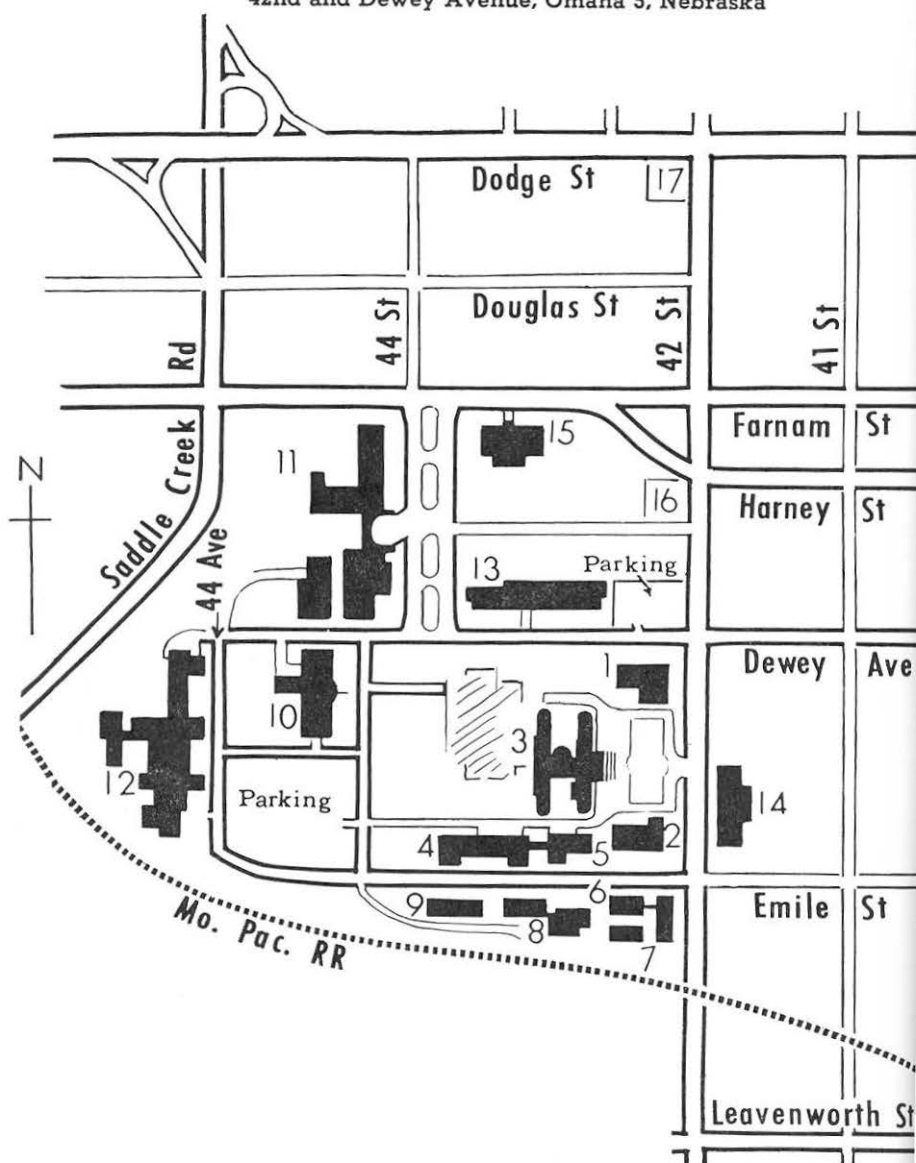 42nd and Dewey Avenue, Omaha 5, Nebraska
Dodge St
17
Douglas St
44 St
42 St
41 St
Rd
Saddle Creek
Farnam St
15
11
16
Harney St
N
44 Ave
13
Parking
Dewey Ave
1
10
3
12
Parking
14
4
5
2
6
Emile St
9
8
7
Mo. Pac. RR
Leavenworth St